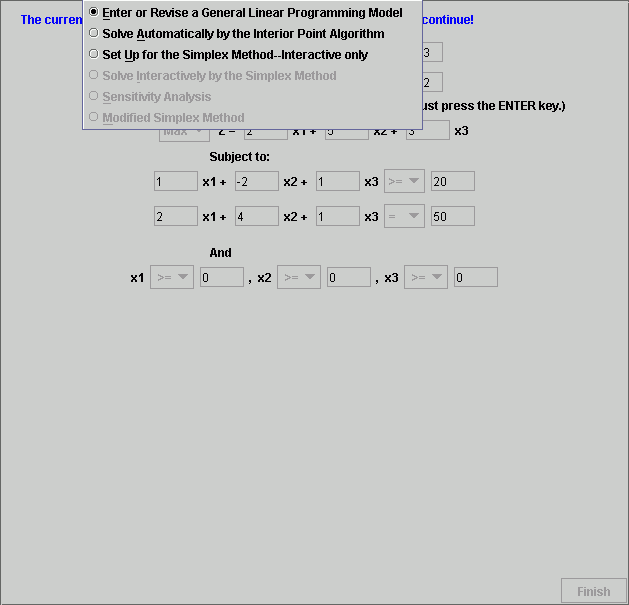 The curren
Enter or Revise a General Linear Programming Model
continue!
Solve Automatically by the Interior Point Algorithm
3
Set Up for the Simplex Method--Interactive only
Solve Interactively by the Simplex Method
2
Sensitivity Analysis
ust press the ENTER key.)
Modified Simplex Method
Max Z = 2 x1 + 5 x2 + 3 x3
Subject to:
1 x1 + -2 x2 + 1 x3 >= 20
2 x1 + 4 x2 + 1 x3 = 50
And
x1 >= 0 , x2 >= 0 , x3 >= 0
Finish